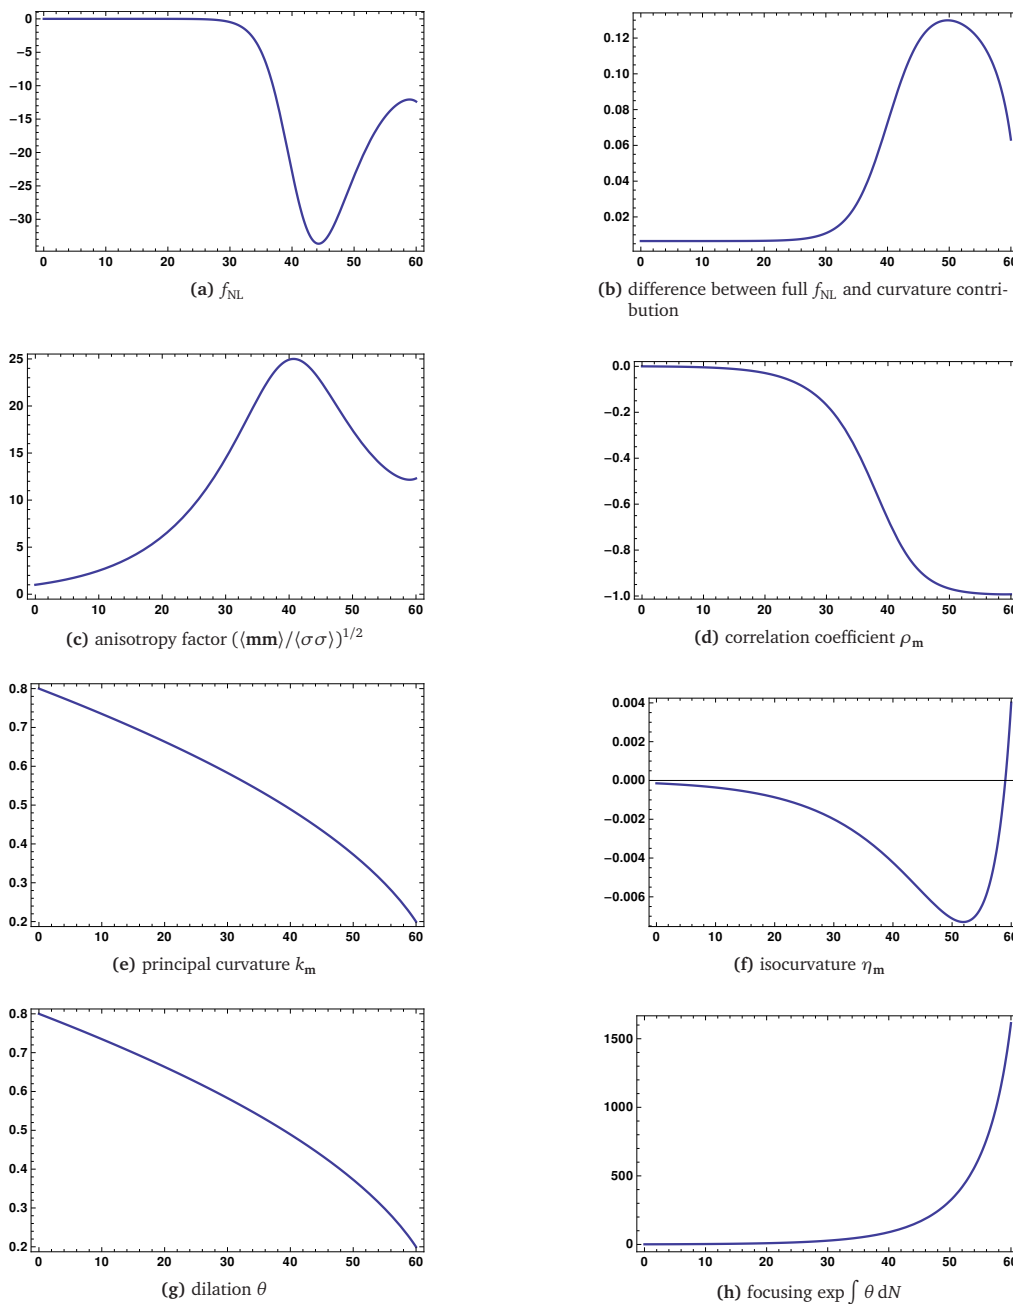 0
−5
−10
−15
−20
−25
−30
0 10 20 30 40 50 60
(a) fNL
0.12
0.10
0.08
0.06
0.04
0.02
0 10 20 30 40 50 60
(b) difference between full fNL and curvature contri-
bution
25
20
15
10
5
0
0 10 20 30 40 50 60
(c) anisotropy factor (⟨mm⟩/⟨σσ⟩)^1/2
0.0
−0.2
−0.4
−0.6
−0.8
−1.0
0 10 20 30 40 50 60
(d) correlation coefficient ρm
0.8
0.7
0.6
0.5
0.4
0.3
0.2
0 10 20 30 40 50 60
(e) principal curvature km
0.004
0.002
0.000
−0.002
−0.004
−0.006
0 10 20 30 40 50 60
(f) isocurvature ηm
0.8
0.7
0.6
0.5
0.4
0.3
0.2
0 10 20 30 40 50 60
(g) dilation θ
1500
1000
500
0
0 10 20 30 40 50 60
(h) focusing exp ∫ θ dN